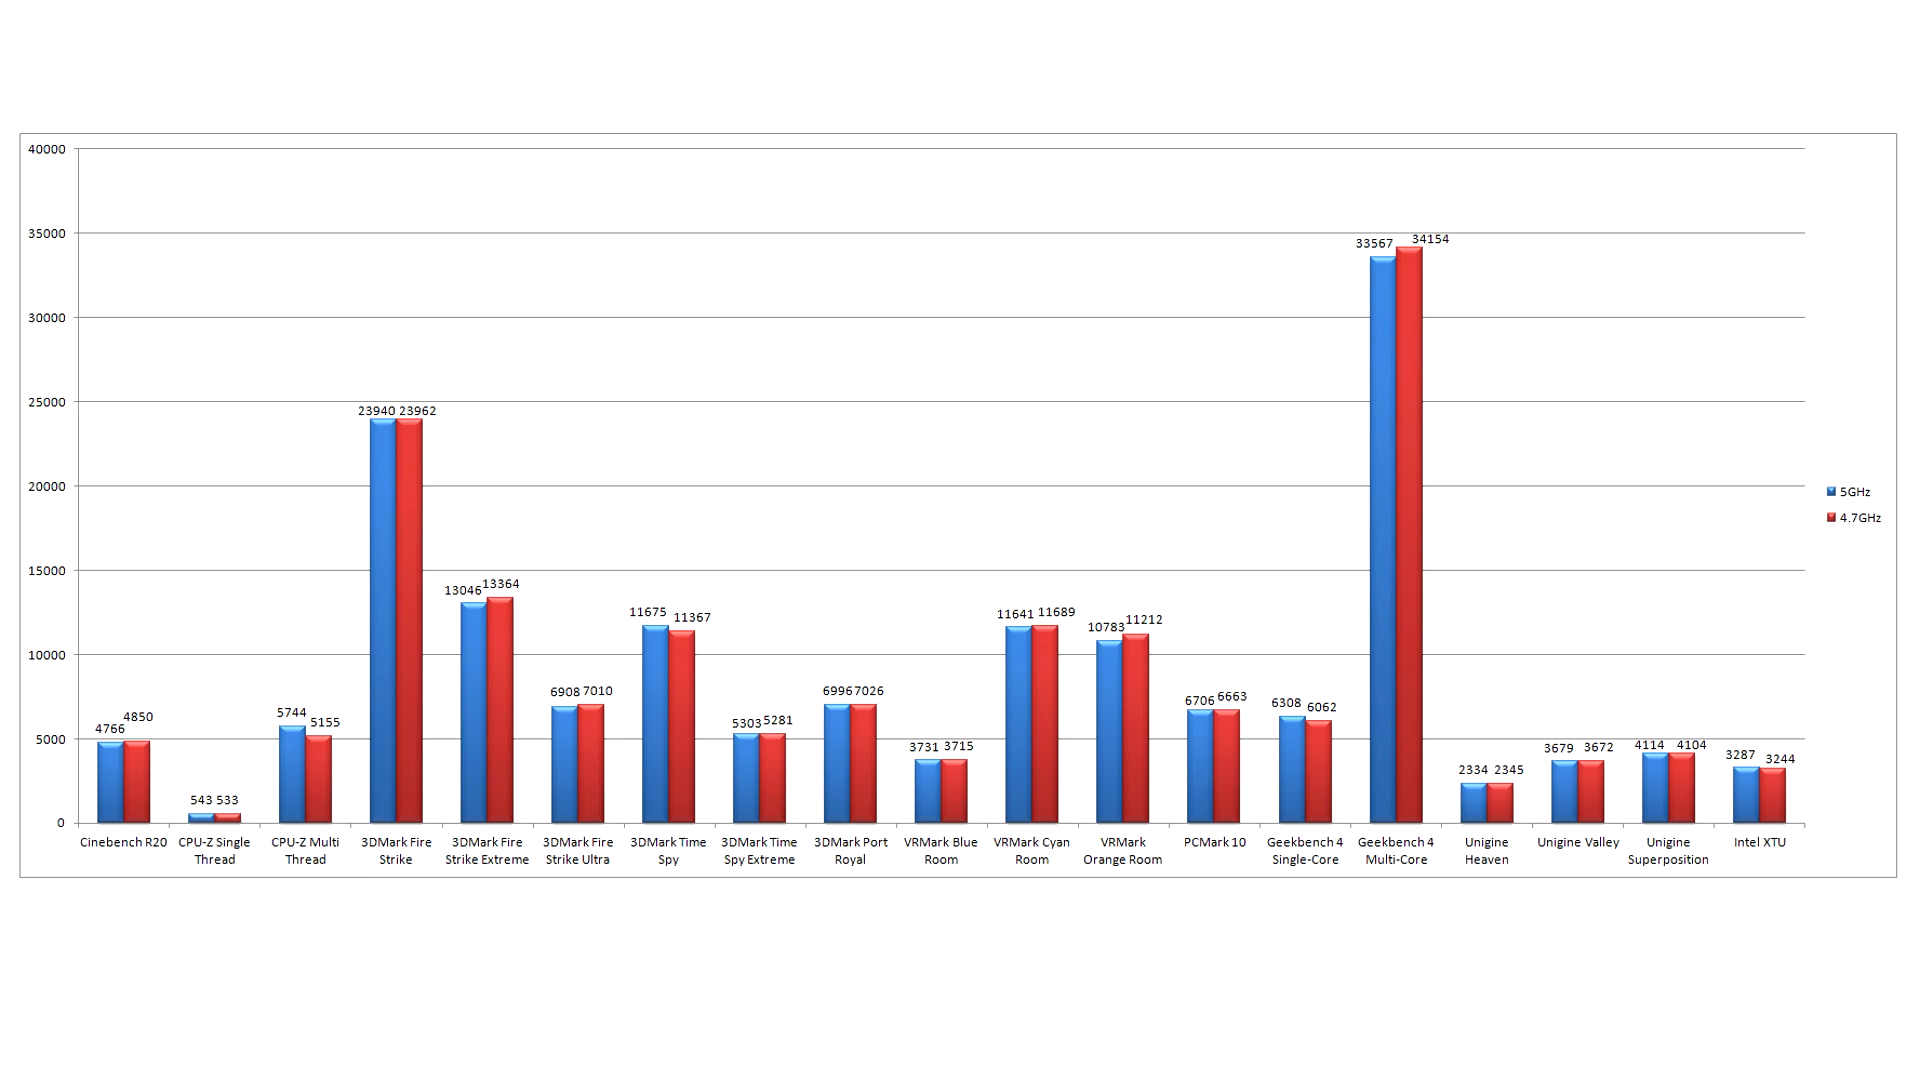 40000
35000
30000
25000
20000
15000
10000
5000
0
4766 4850
543 533
5744 5155
23940 23962
13046 13364
6908 7010
11675 11367
5303 5281
6996 7026
3731 3715
11641 11689
10783 11212
6706 6663
6308 6062
33567 34154
2334 2345
3679 3672
4114 4104
3287 3244
Cinebench R20
CPU-Z Single
Thread
CPU-Z Multi
Thread
3DMark Fire
Strike
3DMark Fire
Strike Extreme
3DMark Fire
Strike Ultra
3DMark Time
Spy
3DMark Time
Spy Extreme
3DMark Port
Royal
VRMark Blue
Room
VRMark Cyan
Room
VRMark
Orange Room
PCMark 10
Geekbench 4
Single-Core
Geekbench 4
Multi-Core
Unigine
Heaven
Unigine Valley
Unigine
Superposition
Intel XTU
5GHz
4.7GHz